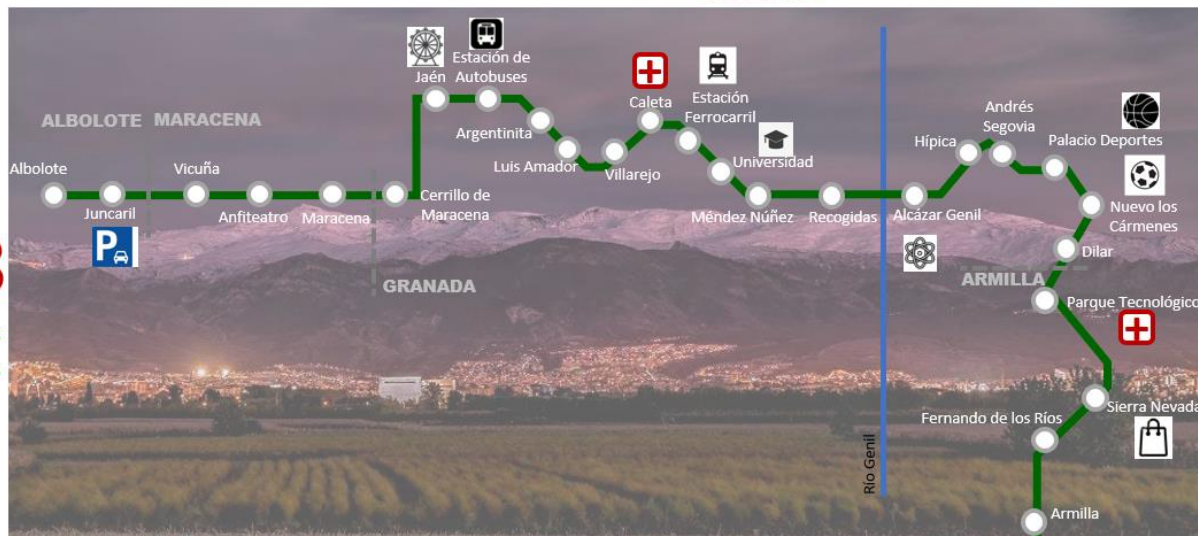 Jaén
Estación de
Autobuses
Caleta
Estación
Ferrocarril
Andrés
Segovia
ALBOLOTE
MARACENA
Argentinita
Hípica
Palacio Deportes
Albolote
Vicuña
Luis Amador
Villarejo
Universidad
Juncaril
Anfiteatro
Maracena
Cerrillo de
Maracena
Méndez Núñez
Recogidas
Alcázar Genil
Nuevo los
Cármenes
P
Dilar
GRANADA
ARMILLA
Parque Tecnológico
Sierra Nevada
Fernando de los Ríos
Río Genil
Armilla